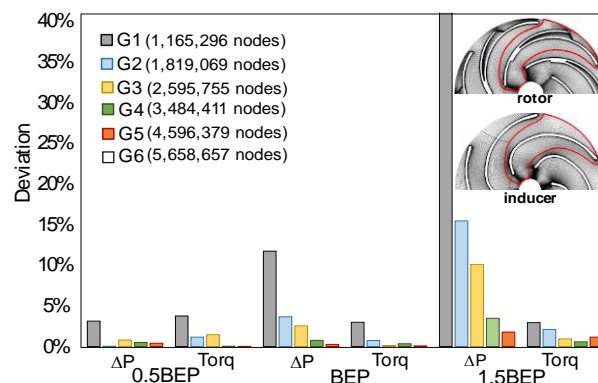 Deviation
40%
35%
30%
25%
20%
15%
10%
5%
0%
G1 (1,165,296 nodes)
G2 (1,819,069 nodes)
G3 (2,595,755 nodes)
G4 (3,484,411 nodes)
G5 (4,596,379 nodes)
G6 (5,658,657 nodes)
rotor
inducer
ΔP Torq ΔP Torq ΔP Torq
0.5BEP BEP 1.5BEP